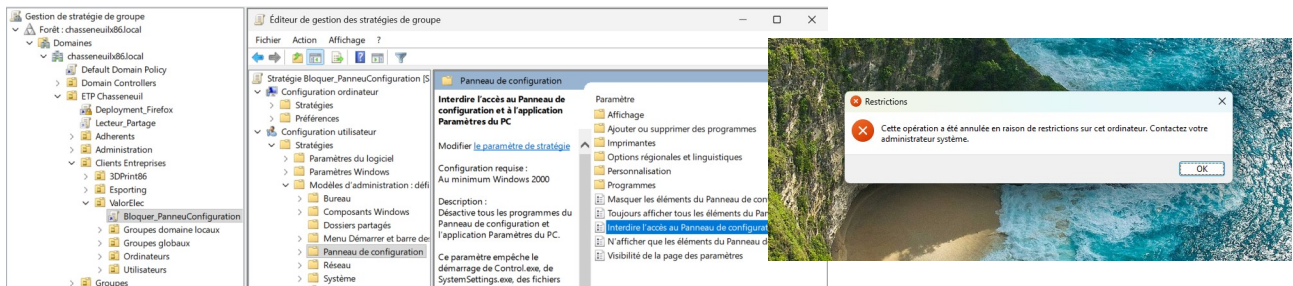 Gestion de stratégie de groupe
Forêt : chasseneuilx86.local
Domaines
chasseneuilx86.local
Default Domain Policy
Domain Controllers
ETP Chasseneuil
Deployment_Firefox
Lecteur_Partage
Adherents
Administration
Clients Entreprises
3DPrint86
Esporting
ValorElec
Bloquer_PanneuConfiguration
Groupes domaine locaux
Groupes globaux
Ordinateurs
Utilisateurs
Groupes
Éditeur de gestion des stratégies de groupe
Fichier Action Affichage ?
Stratégie Bloquer_PanneuConfiguration [S
Configuration ordinateur
Stratégies
Préférences
Configuration utilisateur
Stratégies
Paramètres du logiciel
Paramètres Windows
Modèles d'administration : défi
Bureau
Composants Windows
Dossiers partagés
Menu Démarrer et barre de
Panneau de configuration
Réseau
Système
Panneau de configuration
Interdire l'accès au Panneau de
configuration et à l'application
Paramètres du PC
Modifier le paramètre de stratégie
Configuration requise :
Au minimum Windows 2000
Description :
Désactive tous les programmes du
Panneau de configuration et
l'application Paramètres du PC.
Ce paramètre empêche le
démarrage de Control.exe, de
SystemSettings.exe, des fichiers
Paramètre
Affichage
Ajouter ou supprimer des programmes
Imprimantes
Options régionales et linguistiques
Personnalisation
Programmes
Masquer les éléments du Panneau de con
Toujours afficher tous les éléments du Pan
Interdire l'accès au Panneau de configurat
N'afficher que les éléments du Panneau d
Visibilité de la page des paramètres
Restrictions
Cette opération a été annulée en raison de restrictions sur cet ordinateur. Contactez votre
administrateur système.
OK